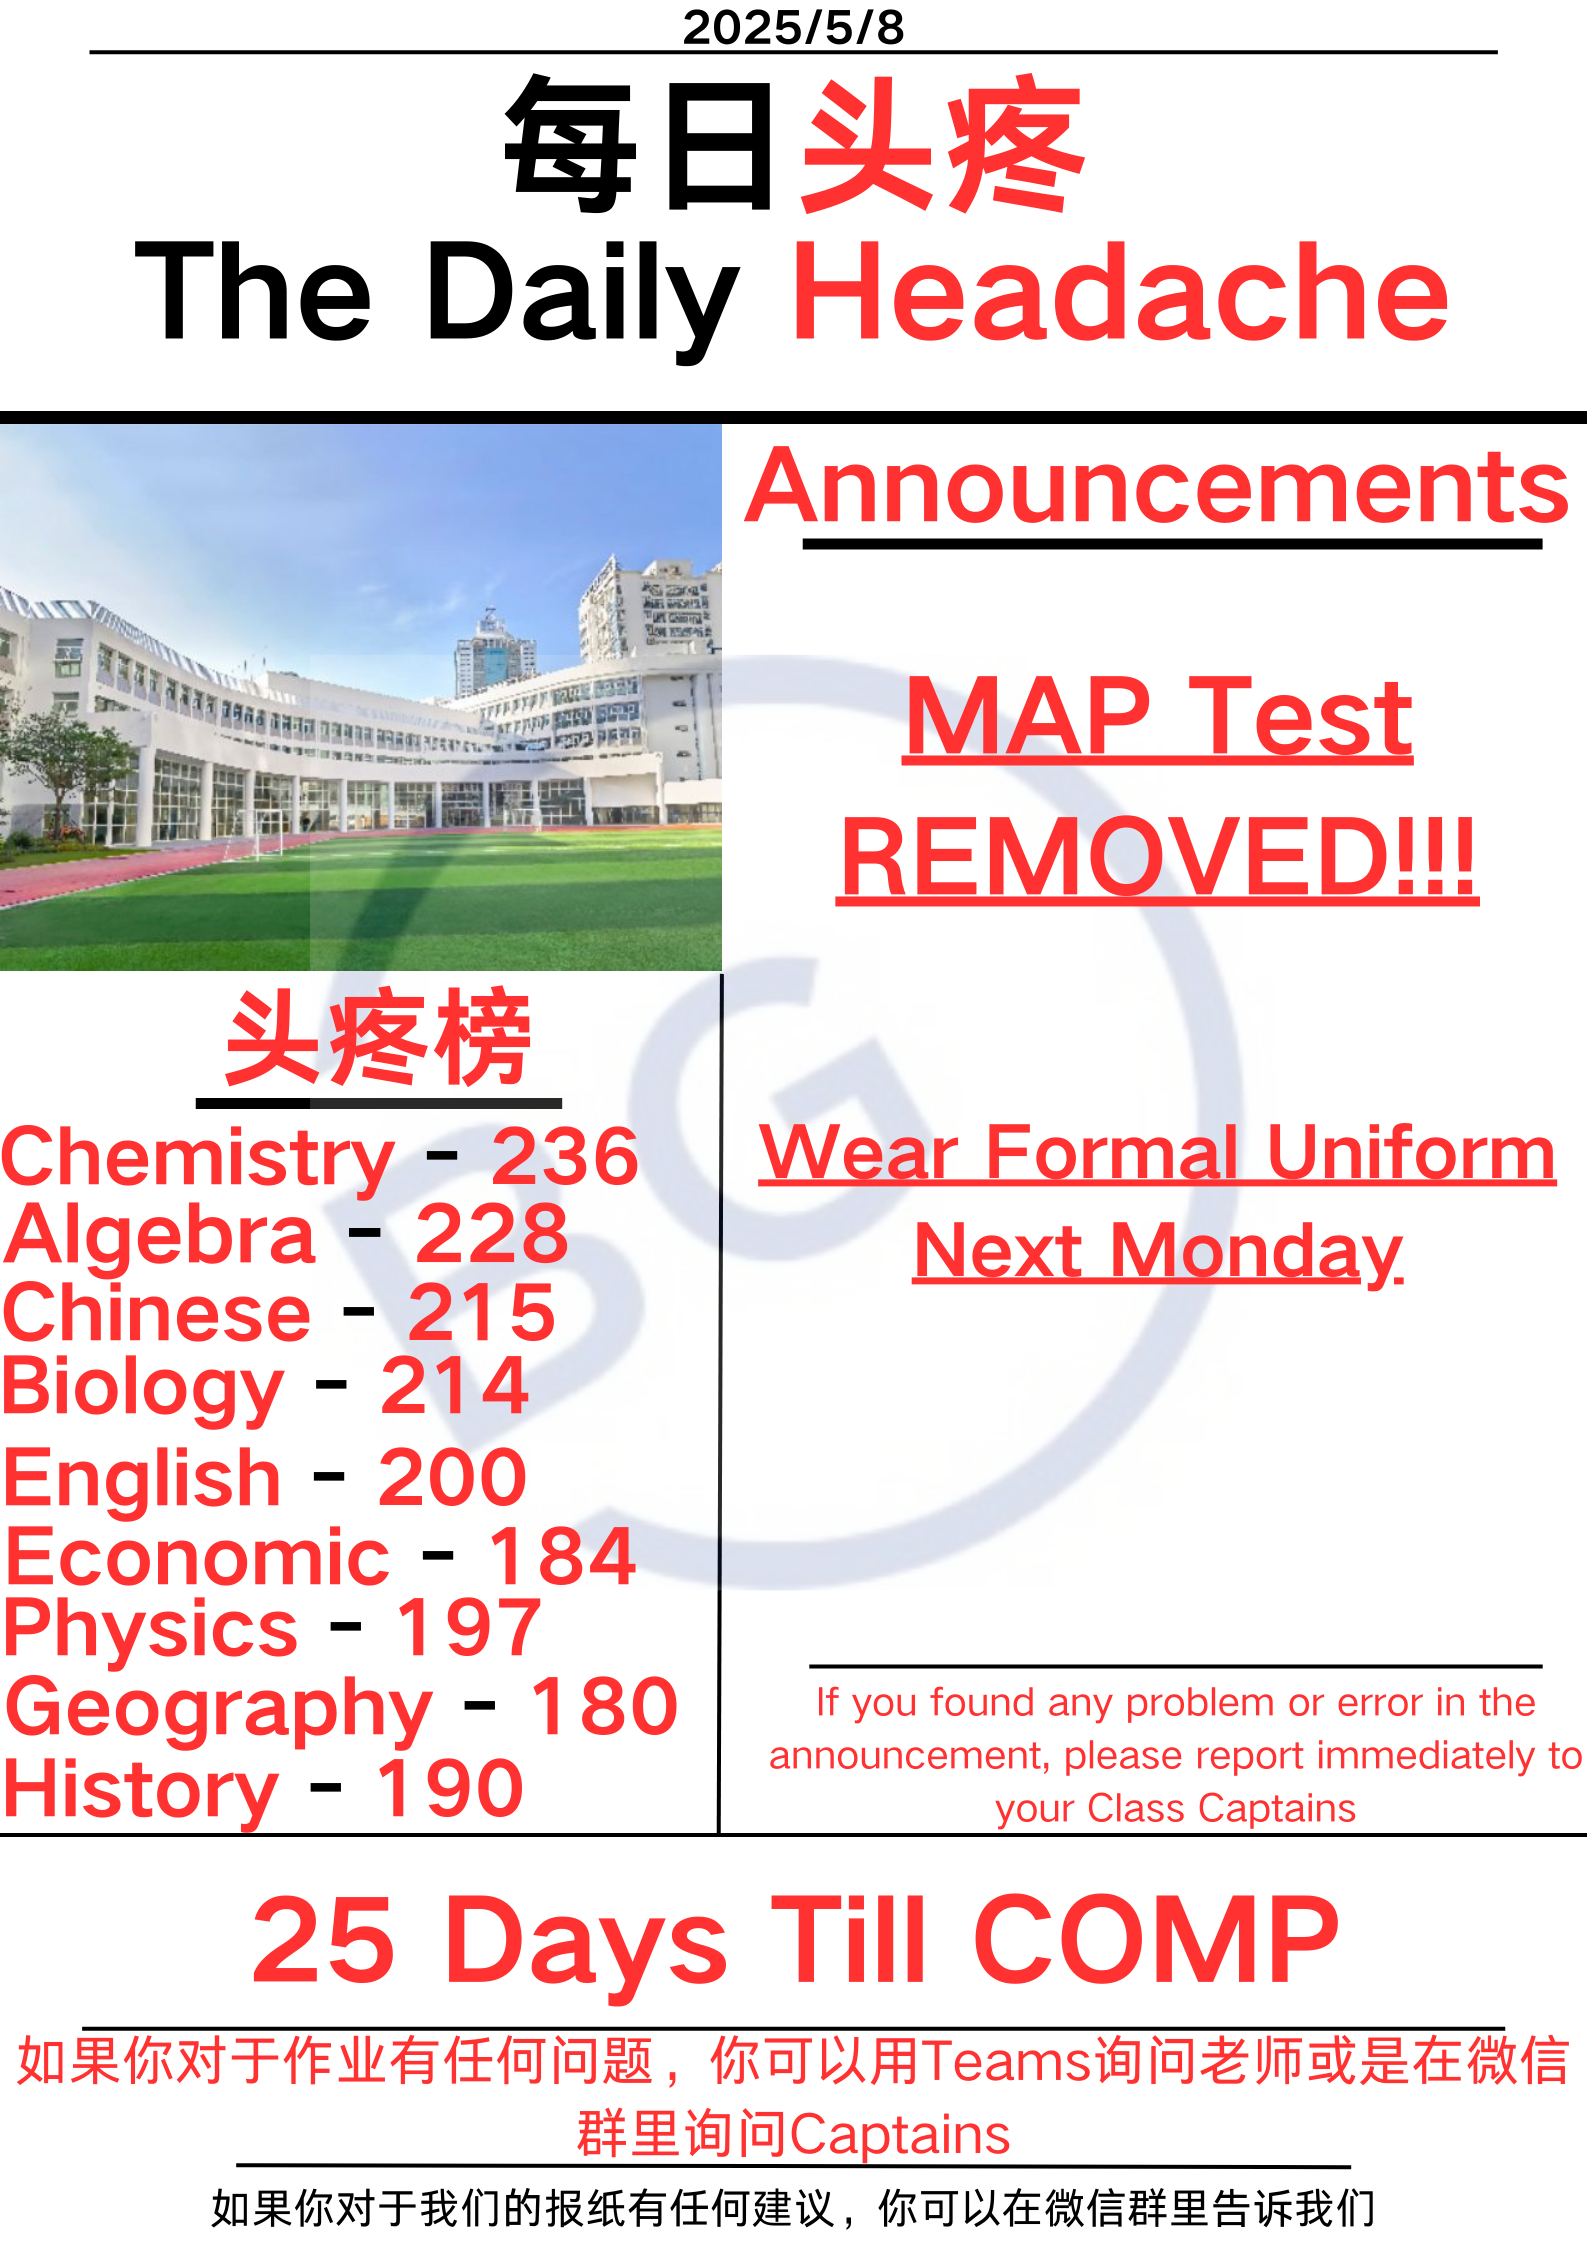 2025/5/8
每日头疼
The Daily Headache
Announcements
MAP Test
REMOVED!!!
Wear Formal Uniform
Next Monday
If you found any problem or error in the
announcement, please report immediately to
your Class Captains
头疼榜
Chemistry - 236
Algebra - 228
Chinese - 215
Biology - 214
English - 200
Economic - 184
Physics - 197
Geography - 180
History - 190
BG
25 Days Till COMP
如果你对于作业有任何问题，你可以用Teams询问老师或是在微信
群里询问Captains
如果你对于我们的报纸有任何建议，你可以在微信群里告诉我们